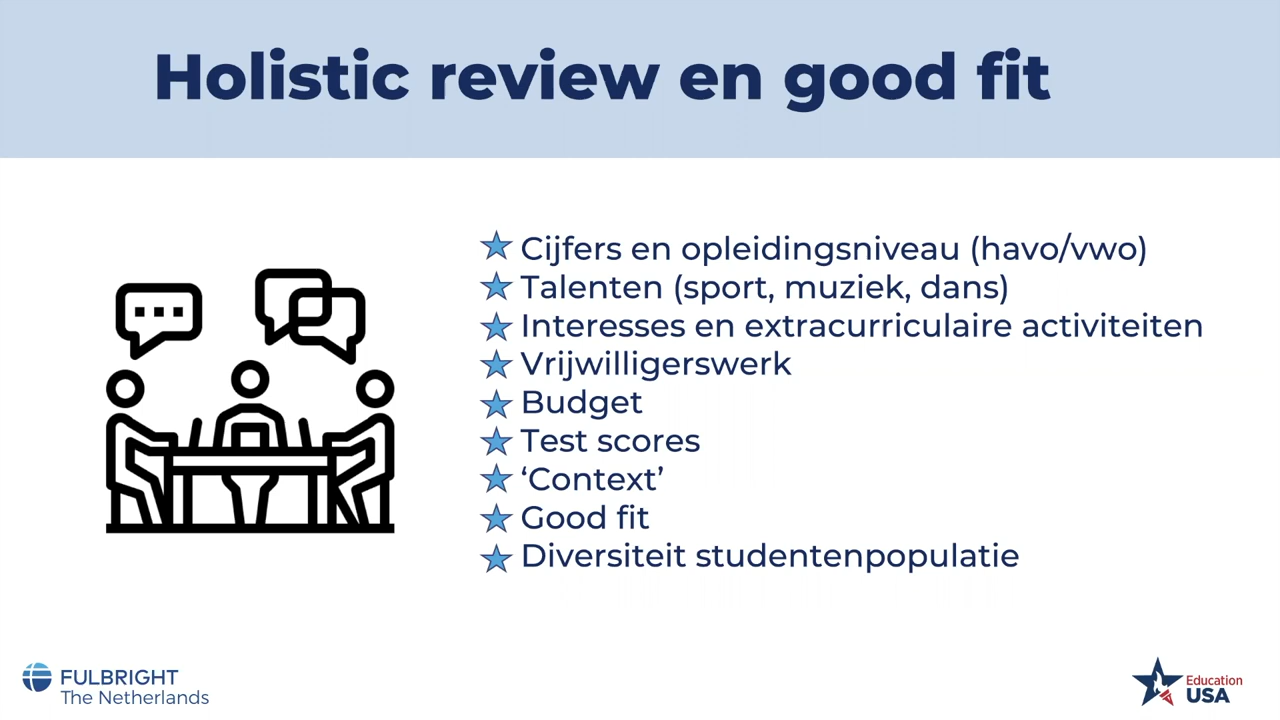 Holistic review en good fit
Cijfers en opleidingsniveau (havo/vwo)
Talenten (sport, muziek, dans)
Interesses en extracurriculaire activiteiten
Vrijwilligerswerk
Budget
Test scores
‘Context’
Good fit
Diversiteit studentenpopulatie
FULBRIGHT
The Netherlands
Education
USA